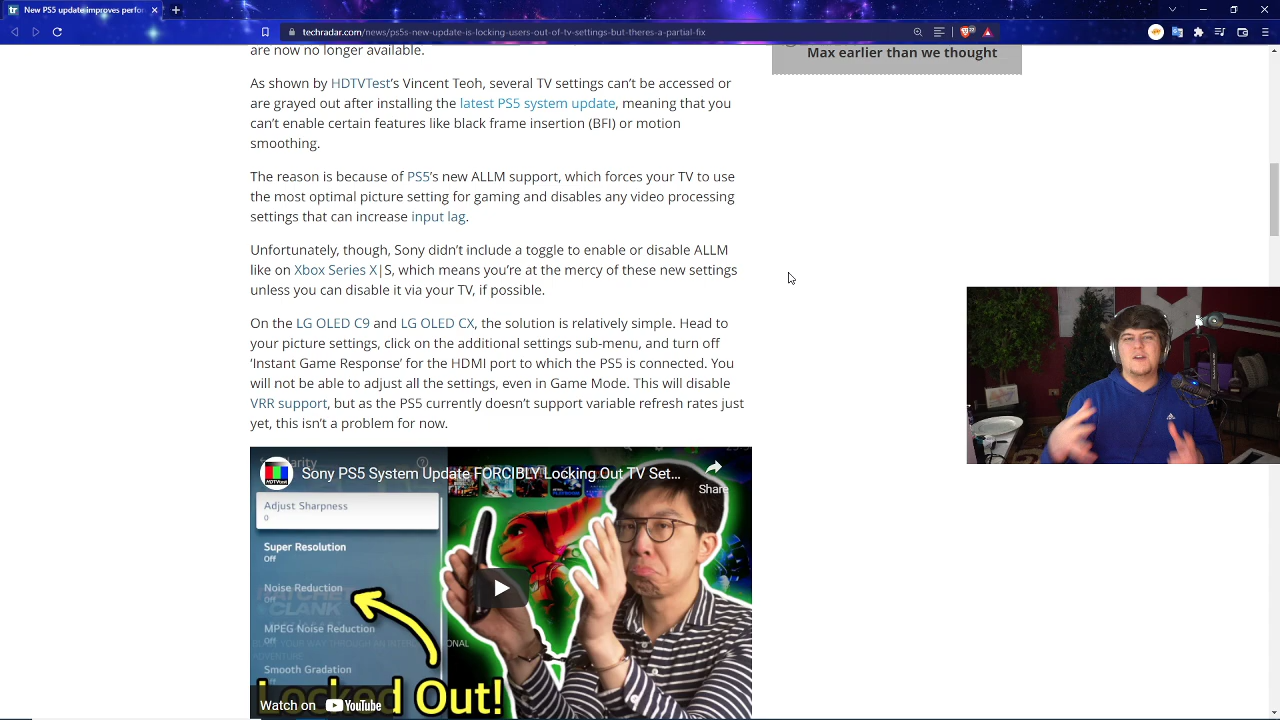 New PS5 update improves perfor
techradar.com/news/ps5s-new-update-is-locking-users-out-of-tv-settings-but-theres-a-partial-fix
are now no longer available.
Max earlier than we thought
As shown by HDTVTest's Vincent Teoh, several TV settings can't be accessed or
are grayed out after installing the latest PS5 system update, meaning that you
can't enable certain features like black frame insertion (BFI) or motion
smoothing.
The reason is because of PS5's new ALLM support, which forces your TV to use
the most optimal picture setting for gaming and disables any video processing
settings that can increase input lag.
Unfortunately, though, Sony didn't include a toggle to enable or disable ALLM
like on Xbox Series X|S, which means you're at the mercy of these new settings
unless you can disable it via your TV, if possible.
On the LG OLED C9 and LG OLED CX, the solution is relatively simple. Head to
your picture settings, click on the additional settings sub-menu, and turn off
'Instant Game Response' for the HDMI port to which the PS5 is connected. You
will not be able to adjust all the settings, even in Game Mode. This will disable
VRR support, but as the PS5 currently doesn't support variable refresh rates just
yet, this isn't a problem for now.
Sony PS5 System Update FORCIBLY Locking Out TV Set...
Share
Adjust Sharpness
0
Super Resolution
Off
Noise Reduction
Off
MPEG Noise Reduction
Off
Smooth Gradation
Off
Locked Out!
Watch on YouTube